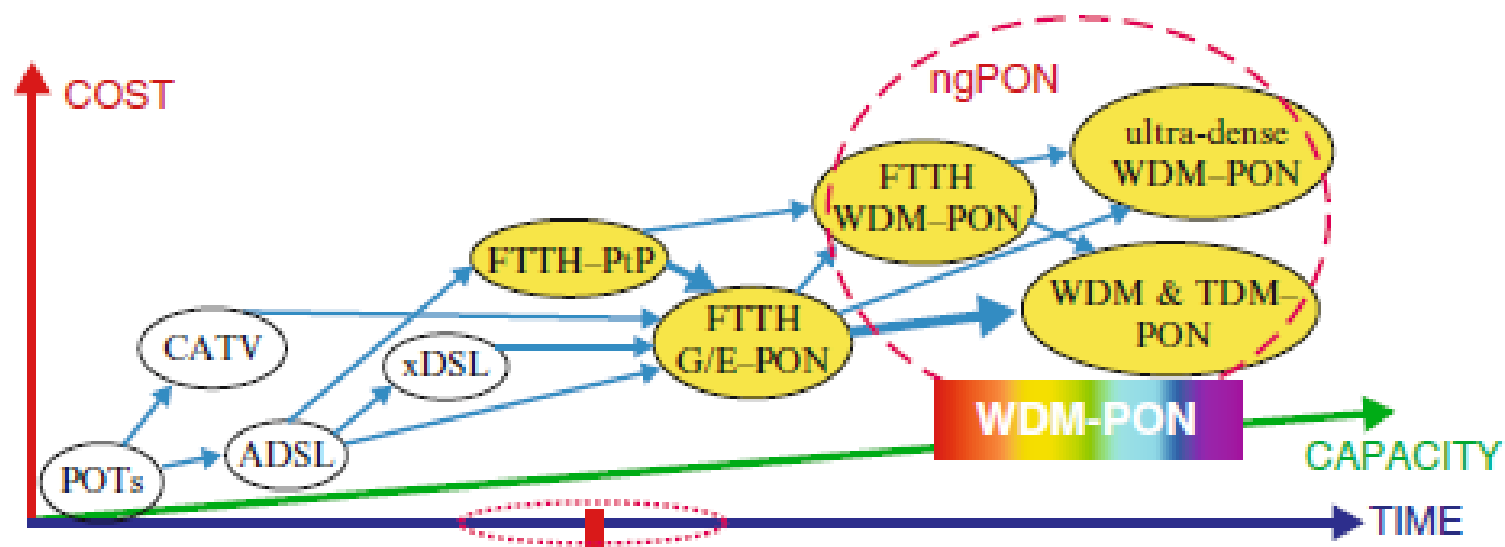 COST
ngPON
ultra-dense
WDM–PON
FTTH
WDM–PON
FTTH–PtP
WDM & TDM–
PON
CATV
xDSL
FTTH
G/E–PON
WDM-PON
POTs
ADSL
CAPACITY
TIME